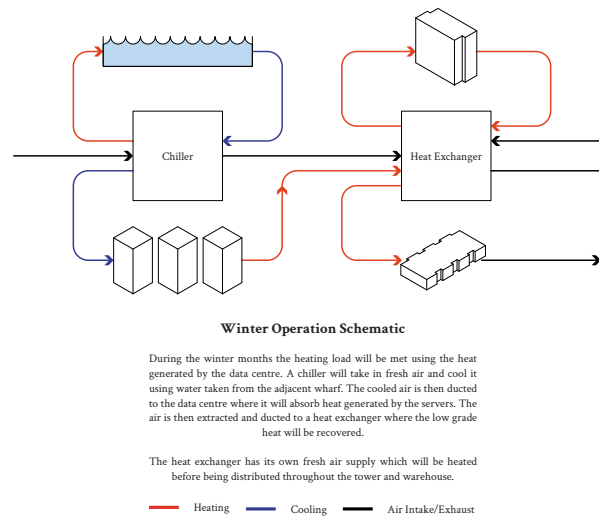 Chiller
Heat Exchanger
Winter Operation Schematic
During the winter months the heating load will be met using the heat
generated by the data centre. A chiller will take in fresh air and cool it
using water taken from the adjacent wharf. The cooled air is then ducted
to the data centre where it will absorb heat generated by the servers. The
air is then extracted and ducted to a heat exchanger where the low grade
heat will be recovered.
The heat exchanger has its own fresh air supply which will be heated
before being distributed throughout the tower and warehouse.
Heating Cooling Air Intake/Exhaust